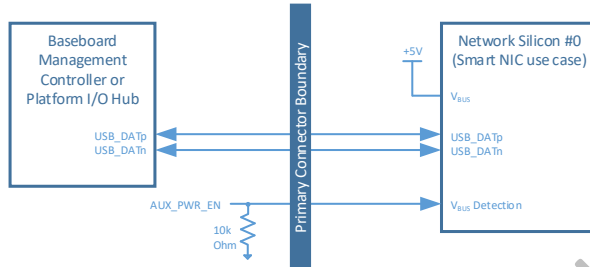 Baseboard
Management
Controller or
Platform I/O Hub
USB_DATp
USB_DATn
AUX_PWR_EN
10k
Ohm
Primary Connector Boundary
+5V
Network Silicon #0
(Smart NIC use case)
VBUS
USB_DATp
USB_DATn
VBUS Detection